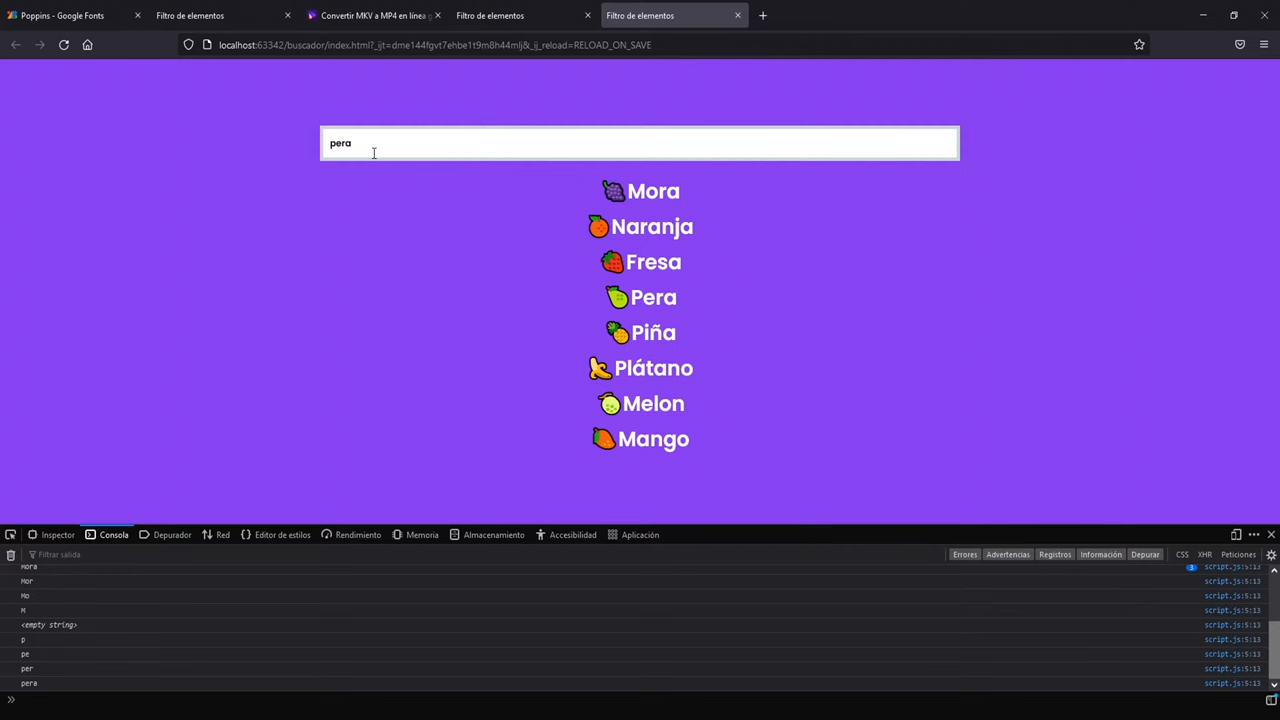 Poppins - Google Fonts
Filtro de elementos
Convertir MKV a MP4 en línea g
Filtro de elementos
Filtro de elementos
localhost:63342/buscador/index.html?_ijt=dme144fgvt7ehbe1t9m8h44mlj&_ij_reload=RELOAD_ON_SAVE
pera
Mora
Naranja
Fresa
Pera
Piña
Plátano
Melon
Mango
Inspector Consola Depurador Red Editor de estilos Rendimiento Memoria Almacenamiento Accesibilidad Aplicación
Filtrar salida Errores Advertencias Registros Información Depurar CSS XHR Peticiones
Mora 3 script.js:5:13
Mor script.js:5:13
Mo script.js:5:13
M script.js:5:13
<empty string> script.js:5:13
p script.js:5:13
pe script.js:5:13
per script.js:5:13
pera script.js:5:13